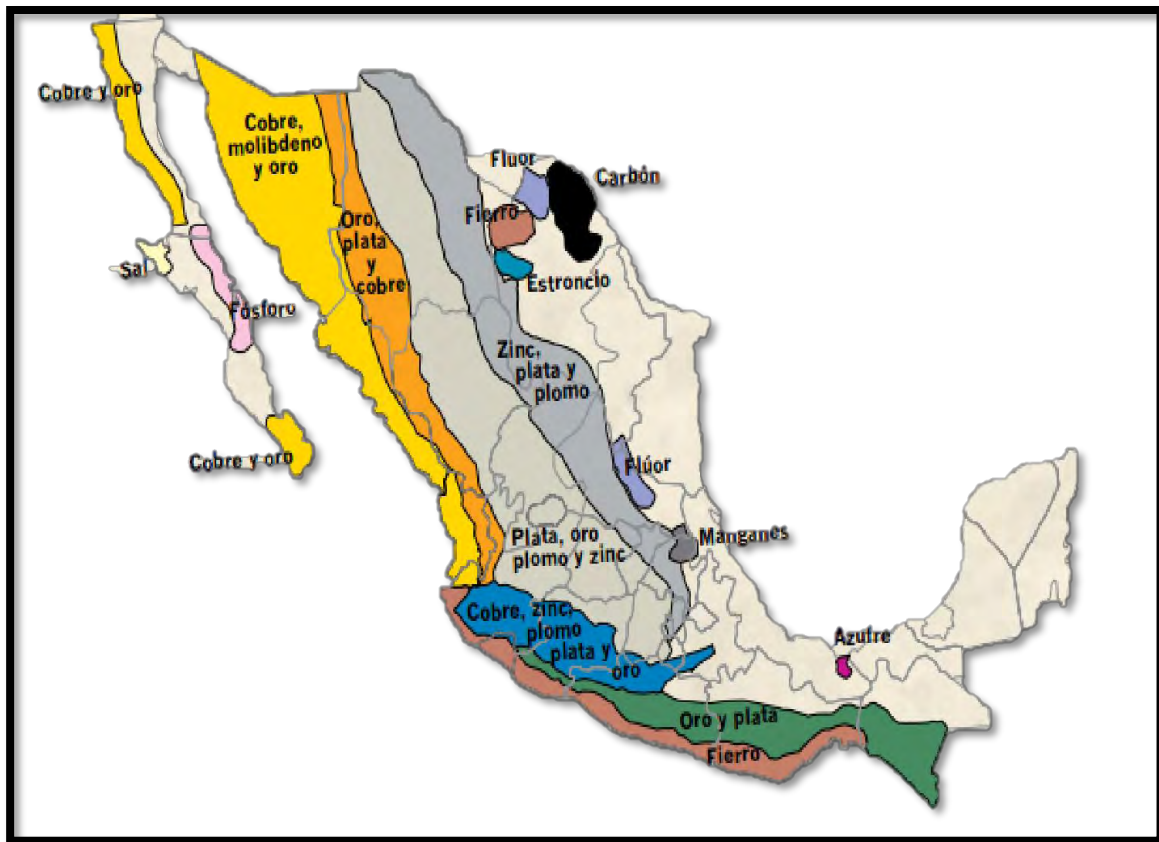 Cobre y oro
Cobre,
molibdeno
y oro
Fluor
Carbón
Fierro
Oro,
plata
y
cobre
Sal
Estroncio
Fósforo
Zinc,
plata y
plomo
Cobre y oro
Flúor
Plata, oro
plomo y zinc
Manganes
Cobre, zinc,
plomo
plata y
oro
Azufre
Oro y plata
Fierro